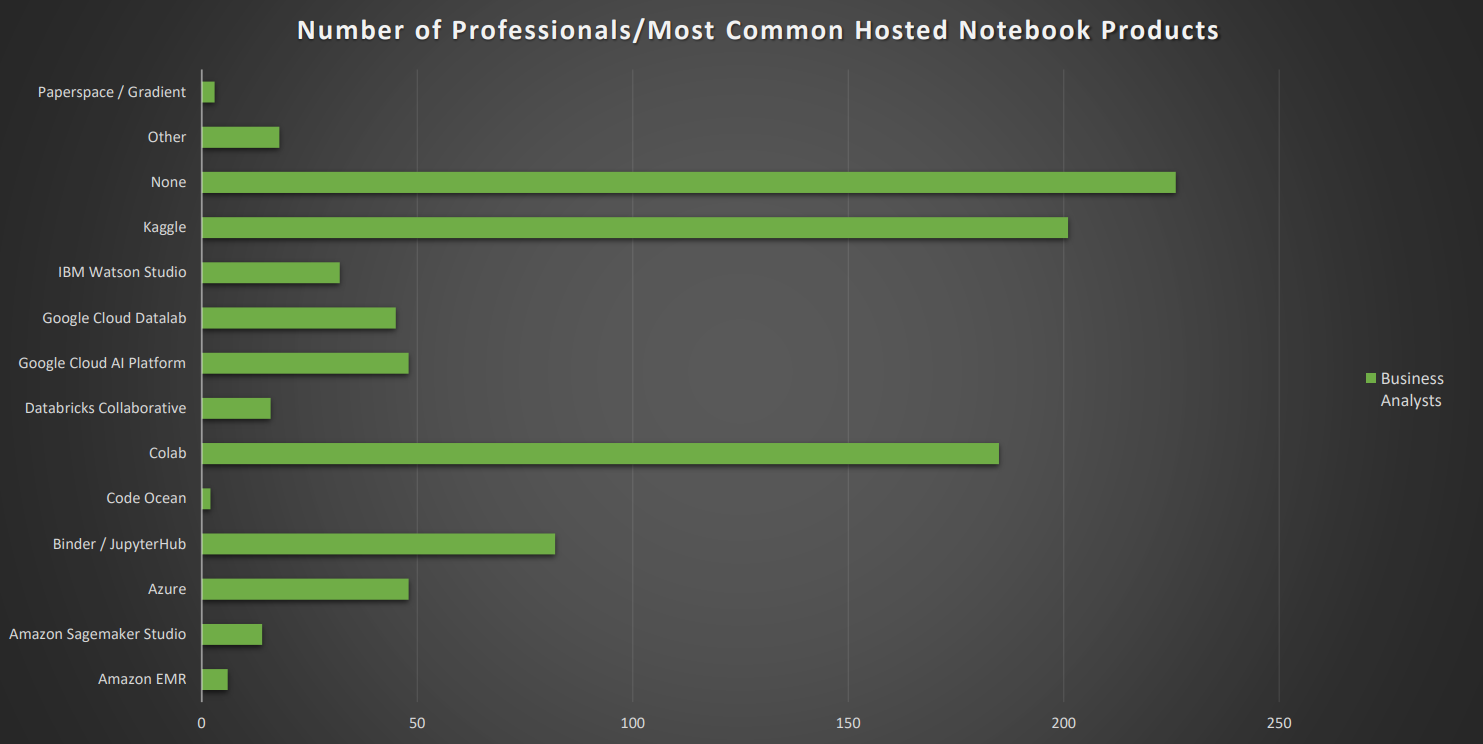 Number of Professionals/Most Common Hosted Notebook Products
Paperspace / Gradient
Other
None
Kaggle
IBM Watson Studio
Google Cloud Datalab
Google Cloud AI Platform
Databricks Collaborative
Colab
Code Ocean
Binder / JupyterHub
Azure
Amazon Sagemaker Studio
Amazon EMR
0 50 100 150 200 250
Business
Analysts